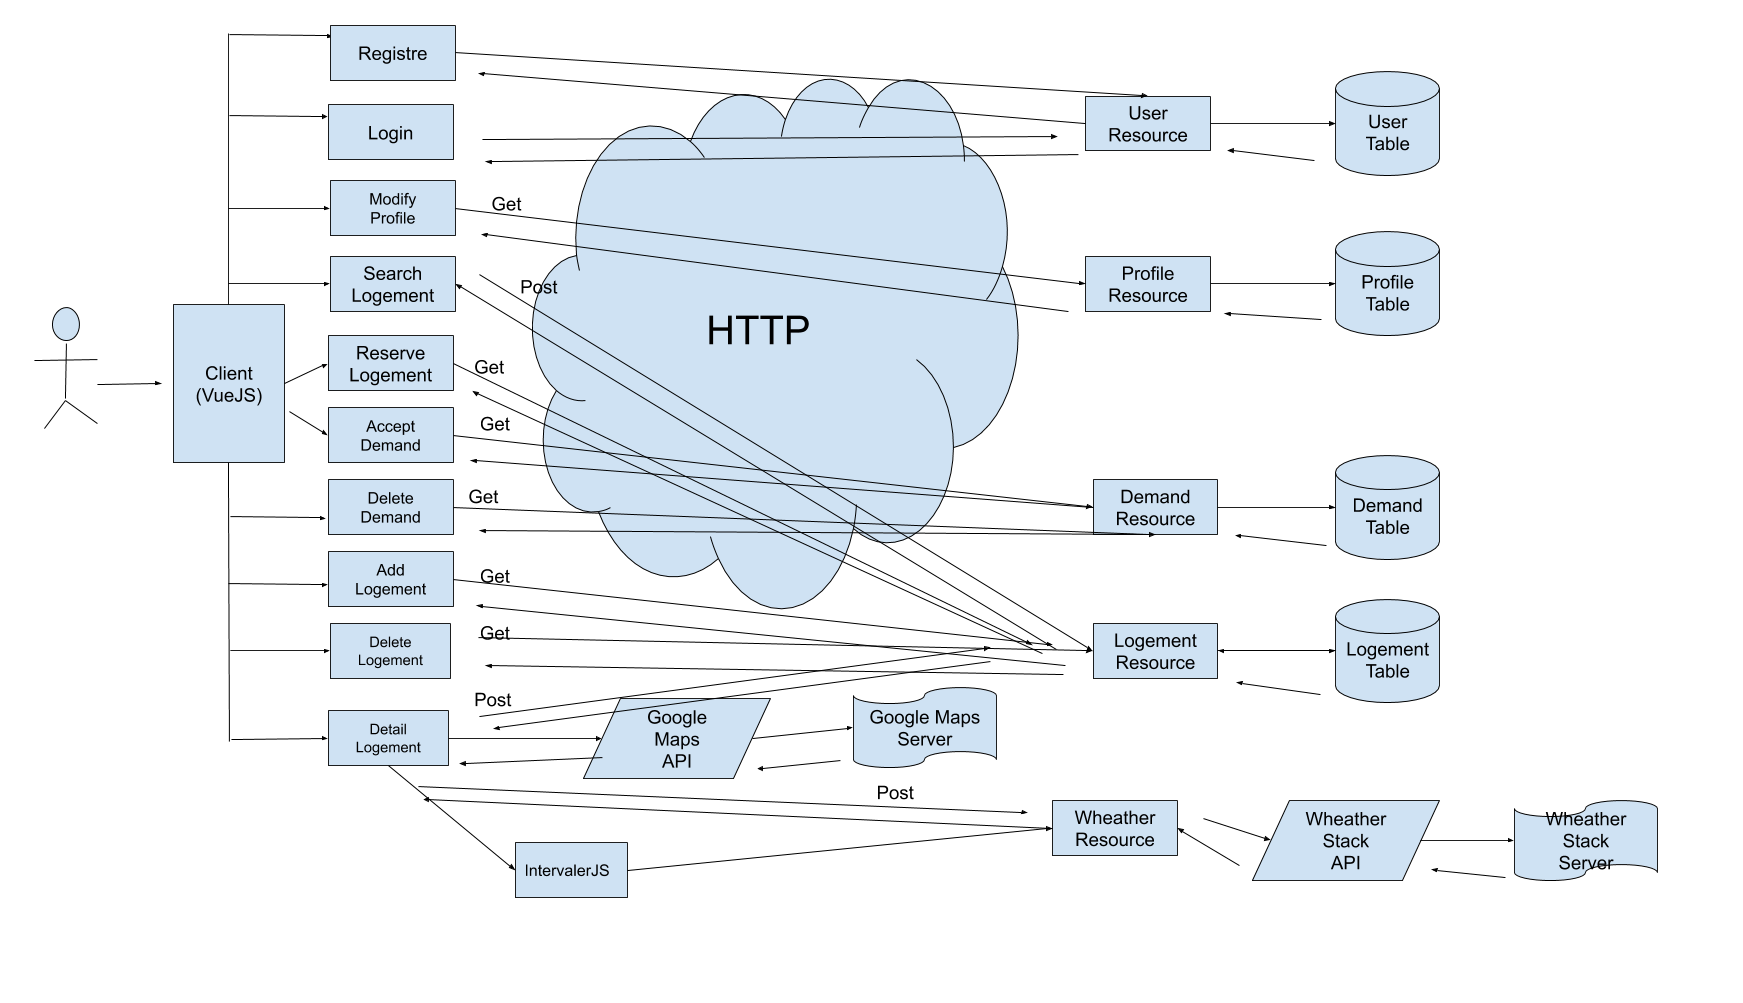 Registre
Login
Modify
Profile
Get
Search
Logement
Post
Reserve
Logement
Get
Accept
Demand
Get
Delete
Demand
Get
Add
Logement
Get
Delete
Logement
Get
Detail
Logement
Post
Client
(VueJS)
HTTP
User
Resource
User
Table
Profile
Resource
Profile
Table
Demand
Resource
Demand
Table
Logement
Resource
Logement
Table
Google
Maps
API
Google Maps
Server
Post
Wheather
Resource
Wheather
Stack
API
Wheather
Stack
Server
IntervalerJS